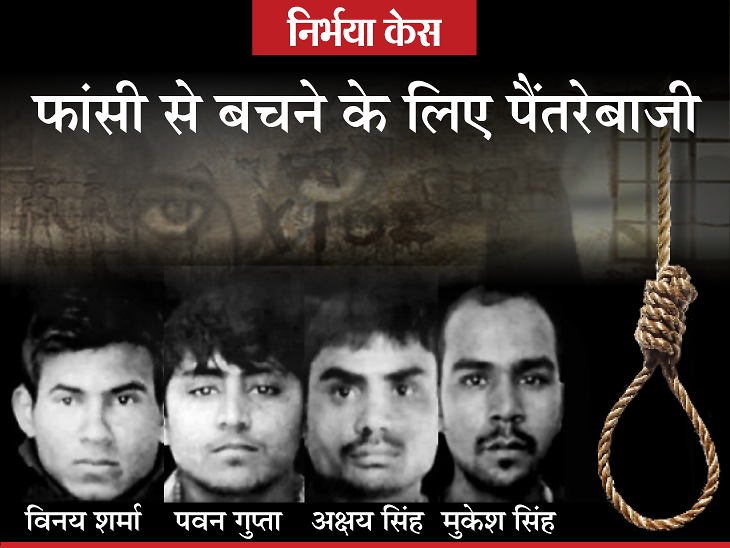 निर्भया केस
फांसी से बचने के लिए पैंतरेबाजी
विनय शर्मा पवन गुप्ता अक्षय सिंह मुकेश सिंह